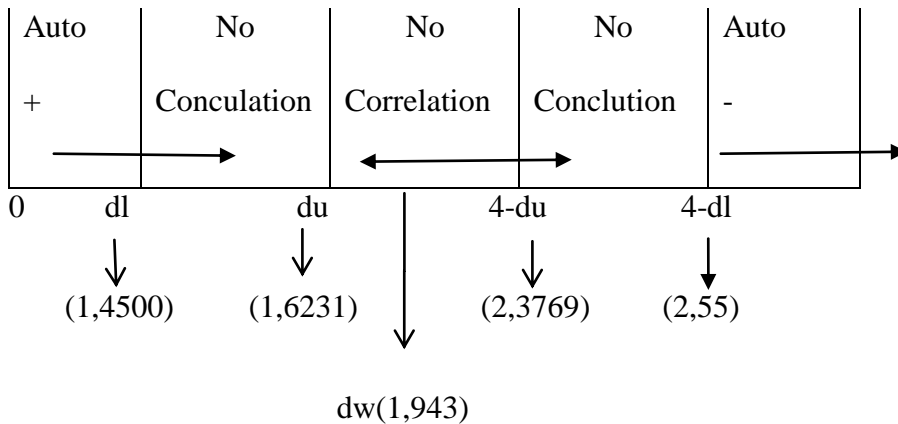 Auto No No No Auto
+ Conculation Correlation Conclution -
0 dl du 4-du 4-dl
(1,4500) (1,6231) (2,3769) (2,55)
dw(1,943)